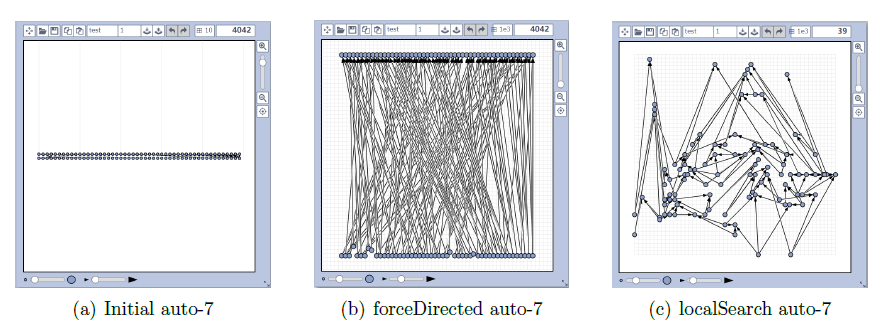 test 1 10 4042
test 1 1e3 4042
test 1 1e3 39
(a) Initial auto-7
(b) forceDirected auto-7
(c) localSearch auto-7